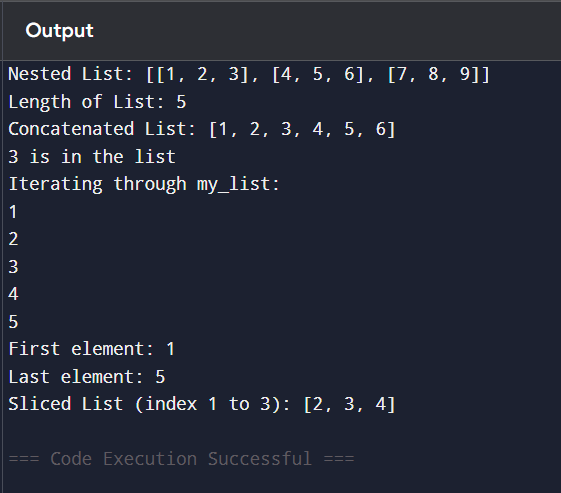 Output
Nested List: [[1, 2, 3], [4, 5, 6], [7, 8, 9]]
Length of List: 5
Concatenated List: [1, 2, 3, 4, 5, 6]
3 is in the list
Iterating through my_list:
1
2
3
4
5
First element: 1
Last element: 5
Sliced List (index 1 to 3): [2, 3, 4]
=== Code Execution Successful ===